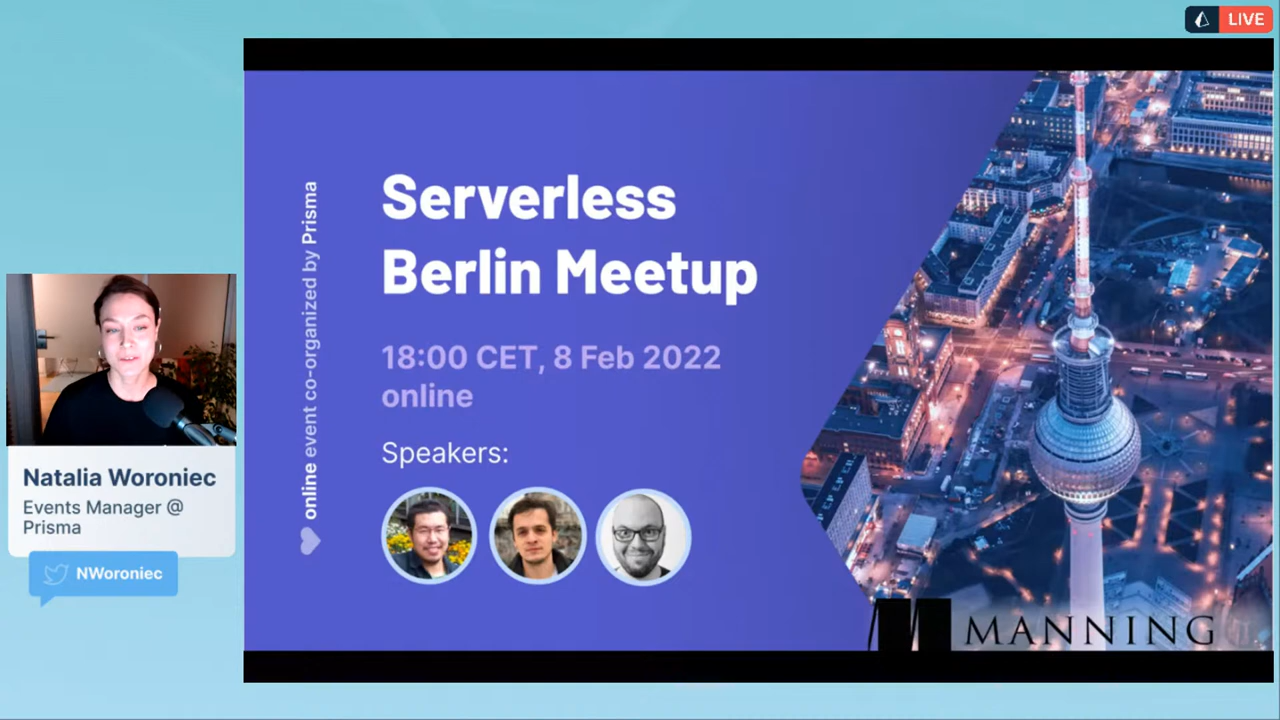 LIVE
Serverless
Berlin Meetup
18:00 CET, 8 Feb 2022
online
Speakers:
online event co-organized by Prisma
MANNING
Natalia Woroniec
Events Manager @
Prisma
NWoroniec